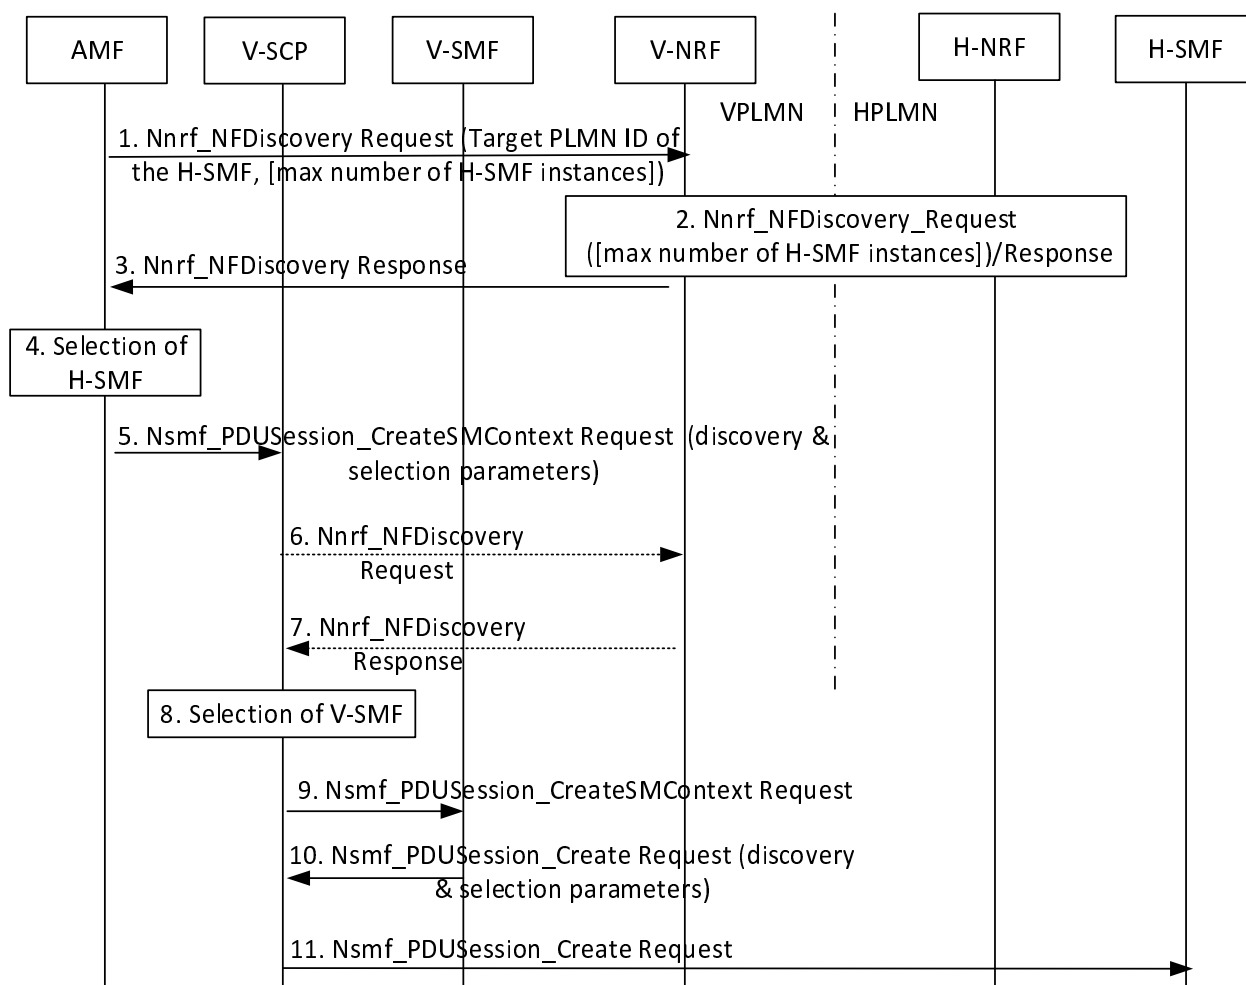 AMF
V-SCP
V-SMF
V-NRF
H-NRF
H-SMF
VPLMN
HPLMN
1. Nnrf_NFDiscovery Request (Target PLMN ID of
the H-SMF, [max number of H-SMF instances])
2. Nnrf_NFDiscovery_Request
([max number of H-SMF instances])/Response
3. Nnrf_NFDiscovery Response
4. Selection of
H-SMF
5. Nsmf_PDUSession_CreateSMContext Request (discovery &
selection parameters)
6. Nnrf_NFDiscovery
Request
7. Nnrf_NFDiscovery
Response
8. Selection of V-SMF
9. Nsmf_PDUSession_CreateSMContext Request
10. Nsmf_PDUSession_Create Request (discovery
& selection parameters)
11. Nsmf_PDUSession_Create Request